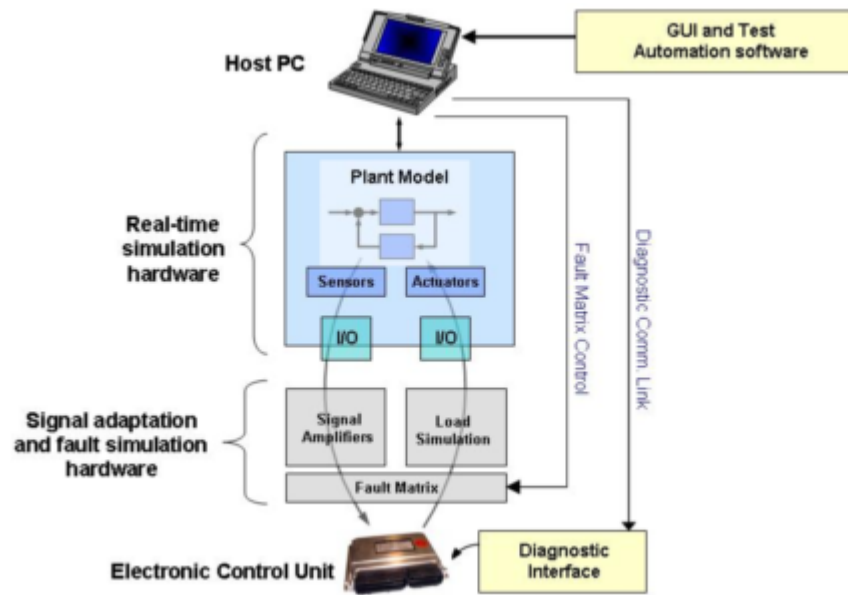 GUI and Test
Automation software
Host PC
Plant Model
Real-time
simulation
hardware
Sensors
Actuators
I/O
I/O
Fault Matrix Control
Diagnostic Comm. Link
Signal adaptation
and fault simulation
hardware
Signal
Amplifiers
Load
Simulation
Fault Matrix
Electronic Control Unit
Diagnostic
Interface